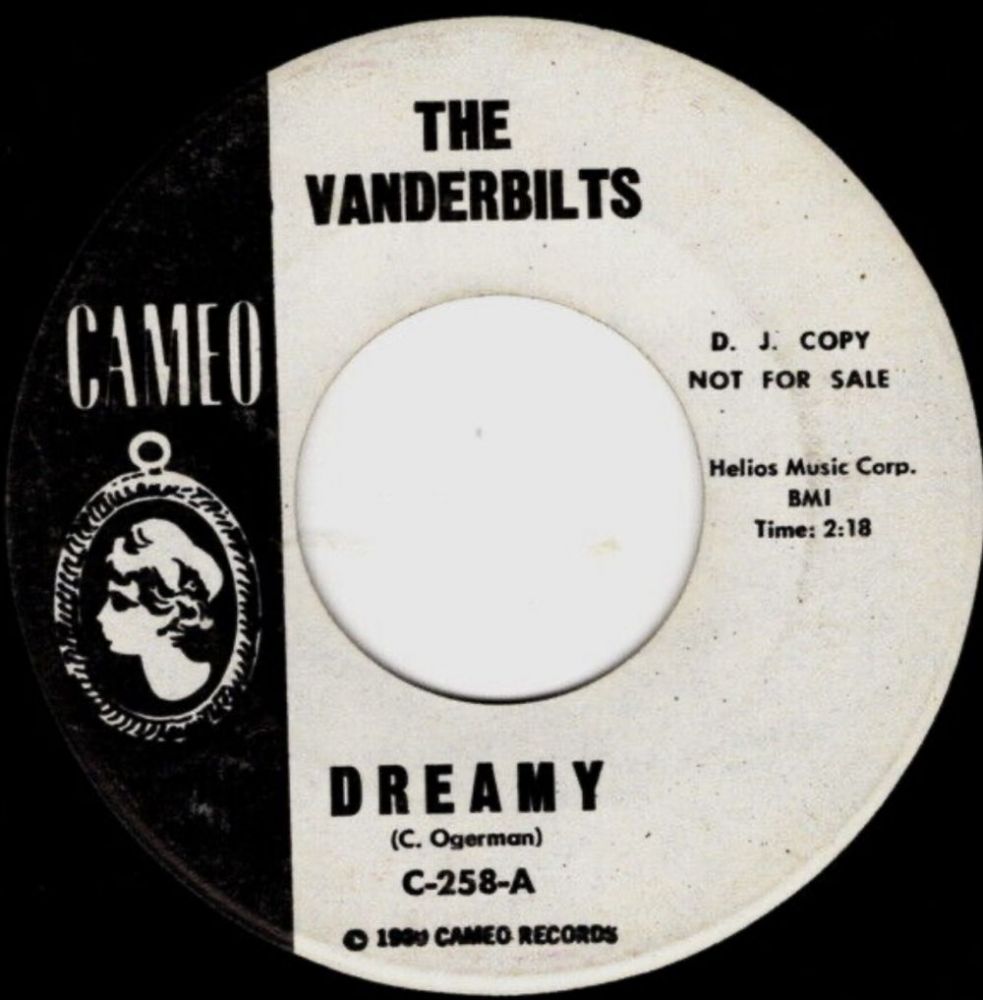 THE
VANDERBILTS
CAMEO
D. J. COPY
NOT FOR SALE
Helios Music Corp.
BMI
Time: 2:18
DREAMY
(C. Ogerman)
C-258-A
© CAMEO RECORDS